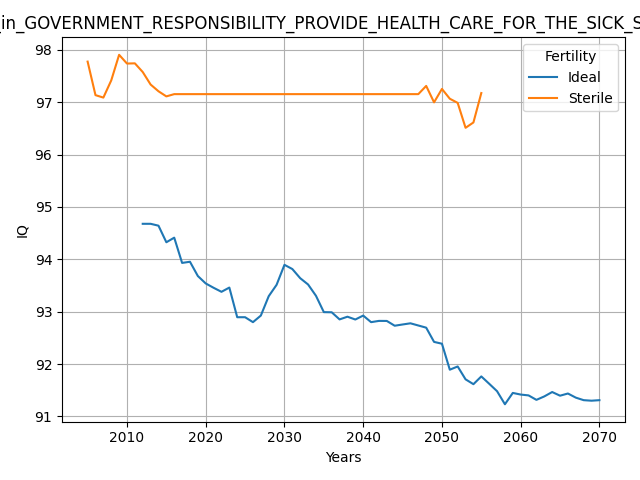 _in_GOVERNMENT_RESPONSIBILITY_PROVIDE_HEALTH_CARE_FOR_THE_SICK_S
98
97
96
95
94
93
92
91
IQ
Fertility
Ideal
Sterile
2010 2020 2030 2040 2050 2060 2070
Years